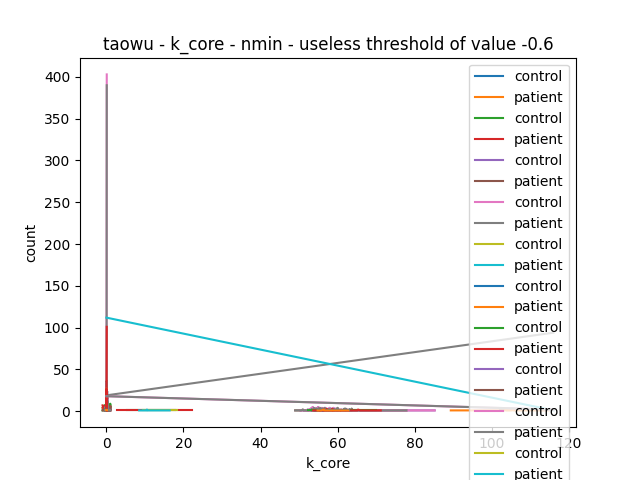 taowu - k_core - nmin - useless threshold of value -0.6
count
400
350
300
250
200
150
100
50
0
0 20 40 60 80 100 120
k_core
control
patient
control
patient
control
patient
control
patient
control
patient
control
patient
control
patient
control
patient
control
patient
control
patient